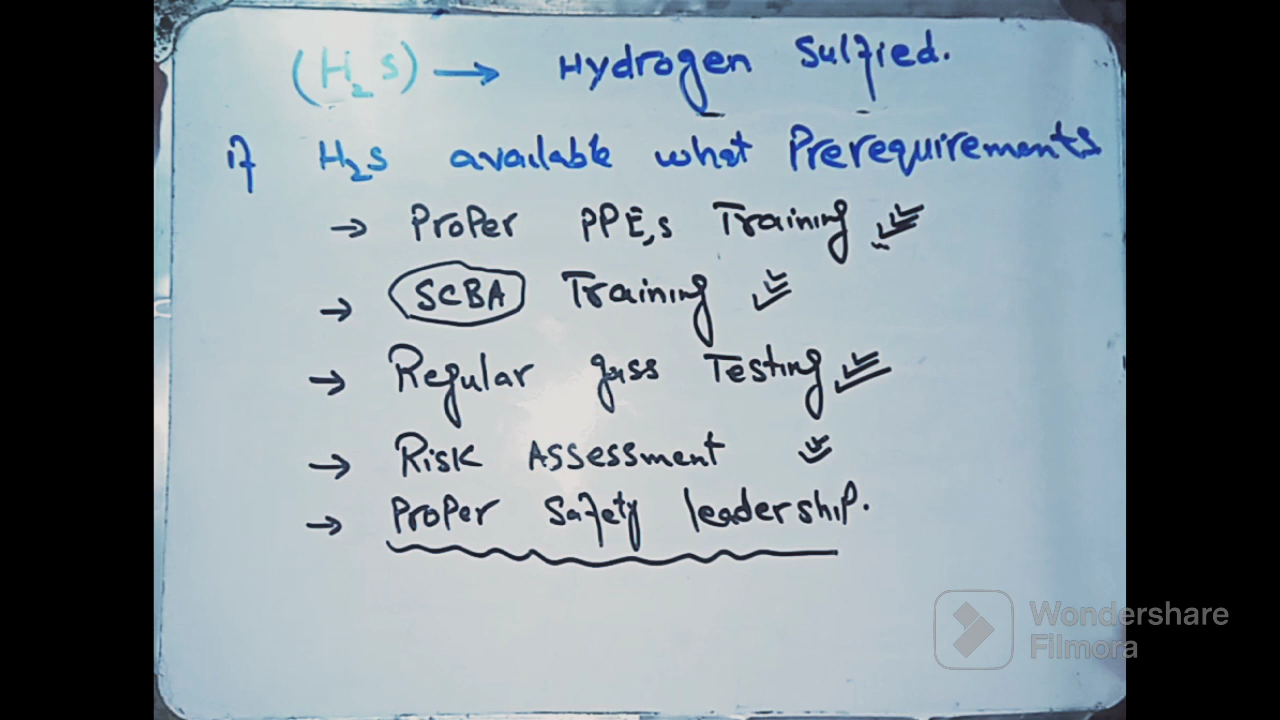 (H₂S) → Hydrogen Sulfied.
if H₂S available what Prerequirements
→ Proper PPE,s Training
→ SCBA Training
→ Regular gass Testing
→ Risk Assessment
→ Proper Safety leadership.
Wondershare
Filmora